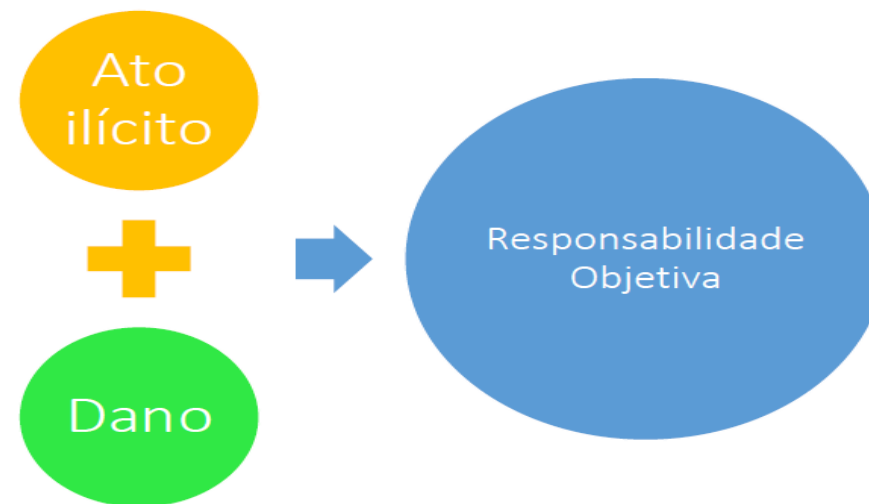 Ato
ilícito
Responsabilidade
Objetiva
Dano